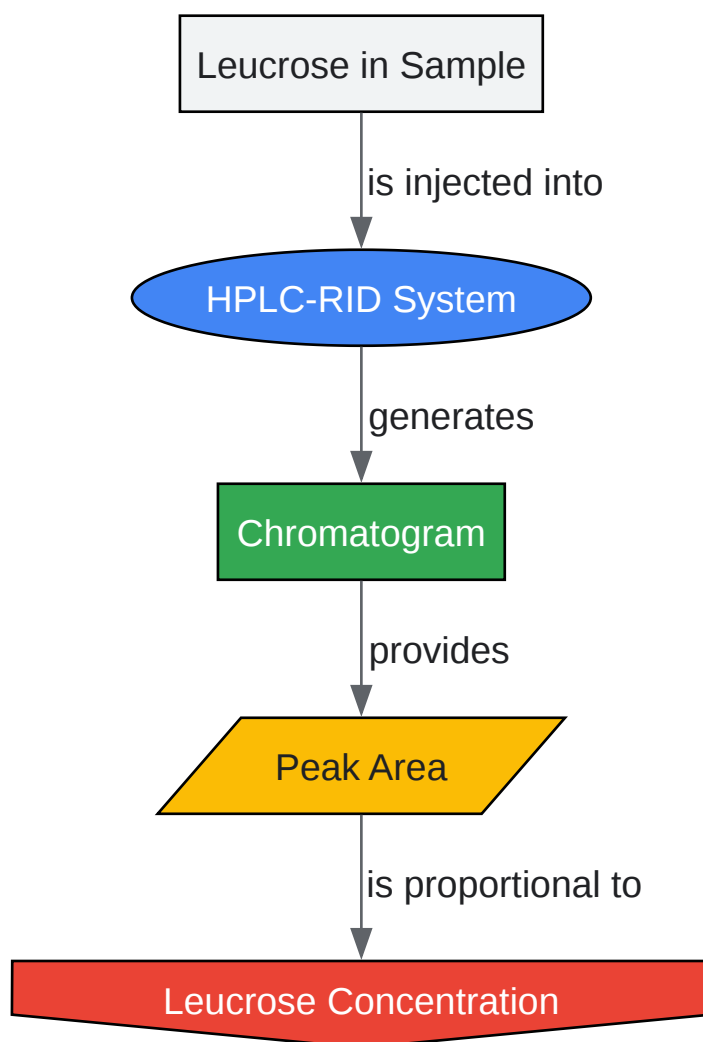 Leucrose in Sample
is injected into
HPLC-RID System
generates
Chromatogram
provides
Peak Area
is proportional to
Leucrose Concentration